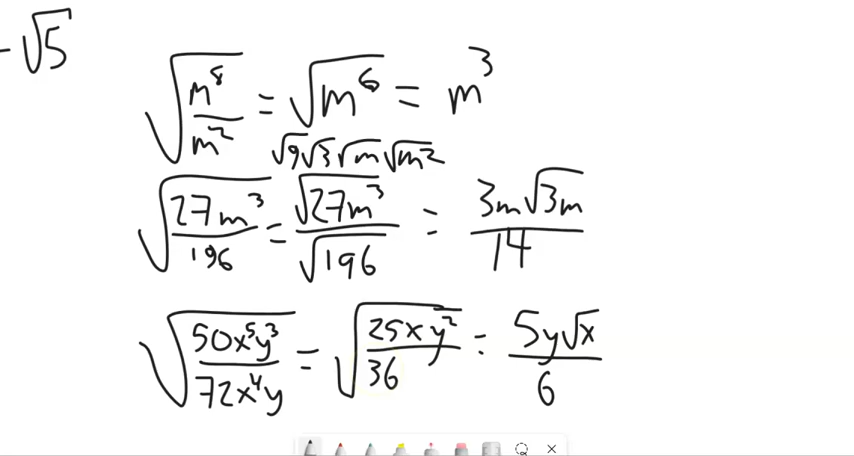 -√5
√(m⁸/m²) = √(m⁶) = m³
√9√3√m√m²
√(27m³/196) = √(27m³)/√196 = 3m√(3m)/14
√(50x⁵y³/72x⁴y) = √(25xy²/36) = 5y√x/6